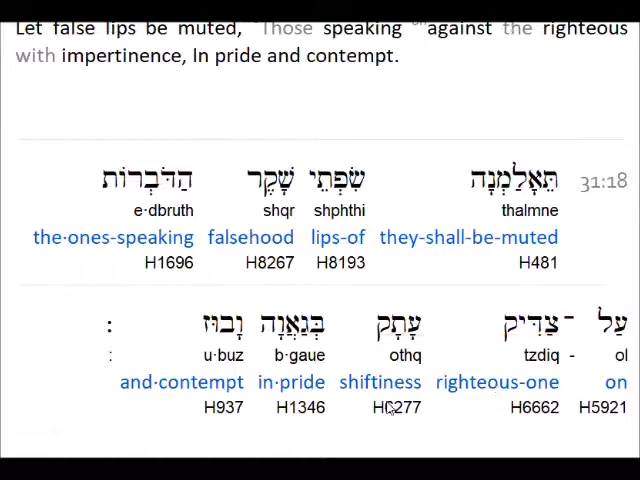 Let false lips be muted, Those speaking on against the righteous
with impertinence, In pride and contempt.
31:18 תֵּאָלַמְנָה שִׂפְתֵי שָׁקֶר הַדֹּבְרוֹת
e·dbruth shqr shphthi thalmne
the·ones-speaking falsehood lips-of they-shall-be-muted
H1696 H8267 H8193 H481
עַל־צַדִּיק עָתָק בְּגַאֲוָה וָבוּז :
: u·buz b·gaue othq tzdiq - ol
and·contempt in·pride shiftiness righteous-one on
H937 H1346 H6277 H6662 H5921